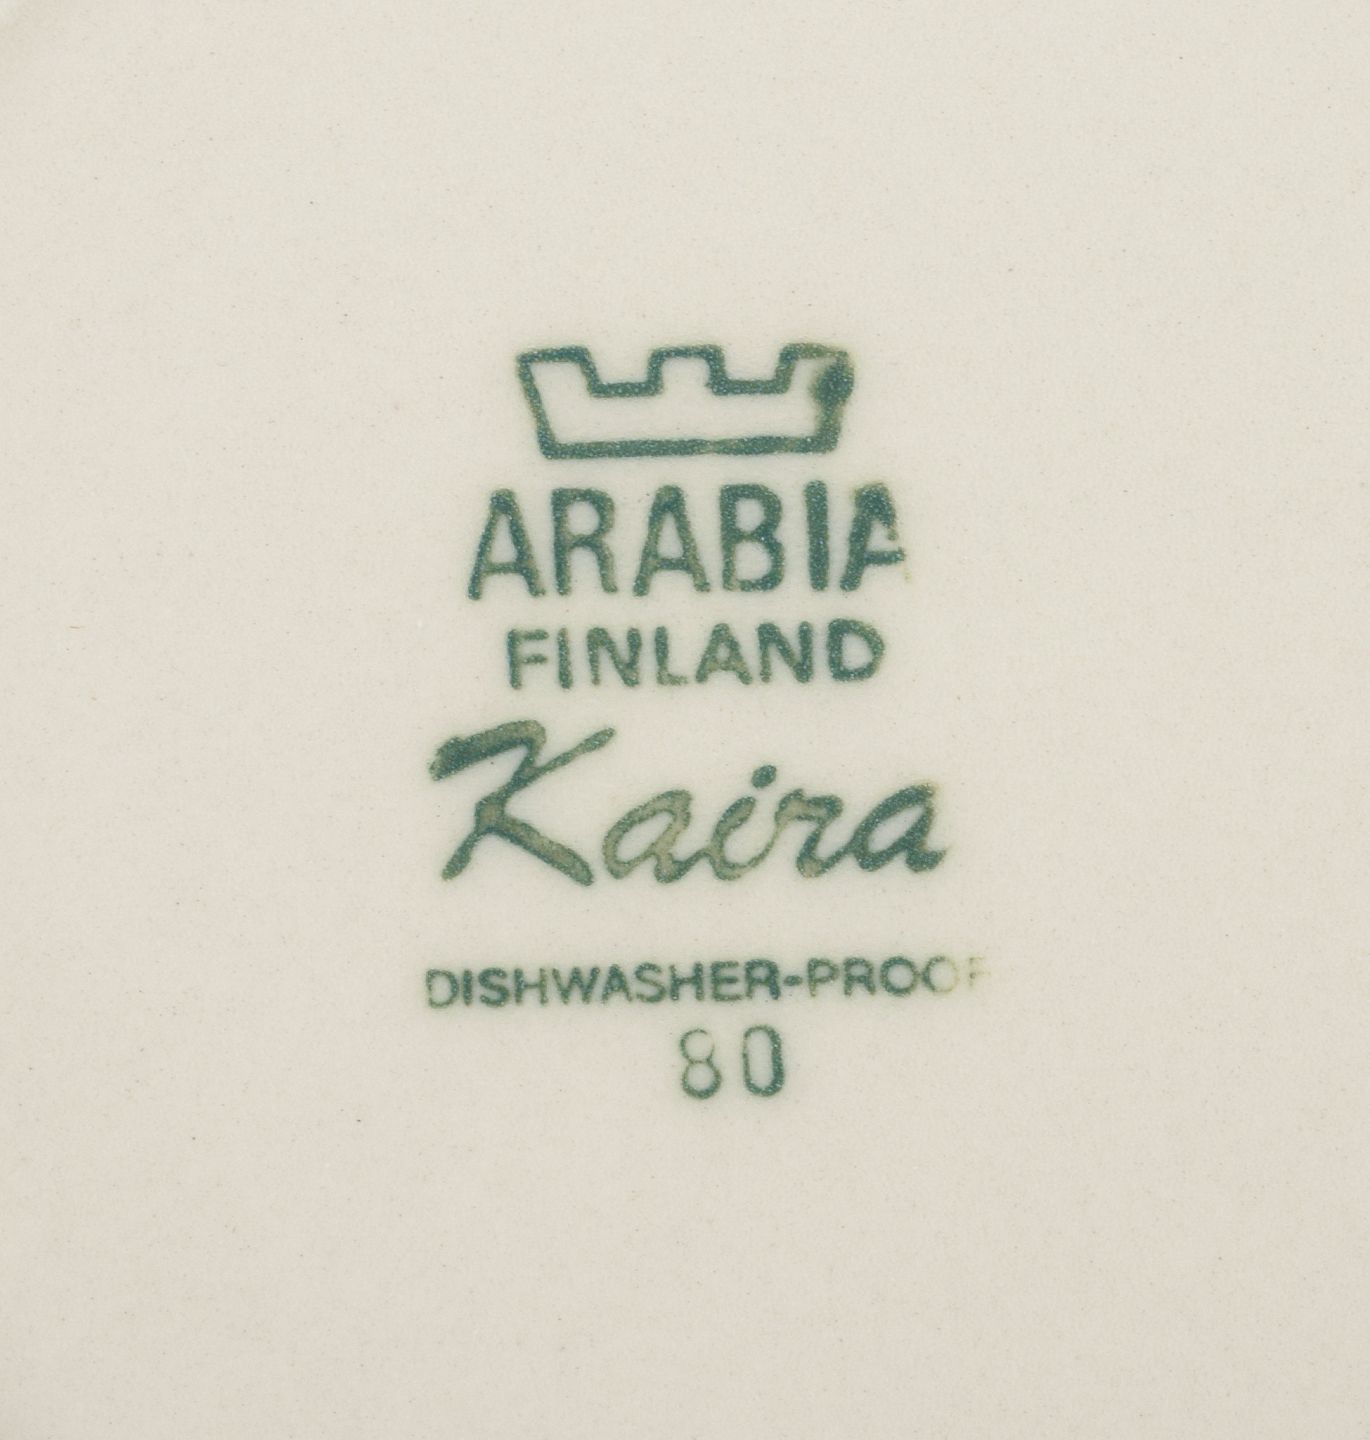 ARABIA
FINLAND
Kaira
DISHWASHER-PROOF
80